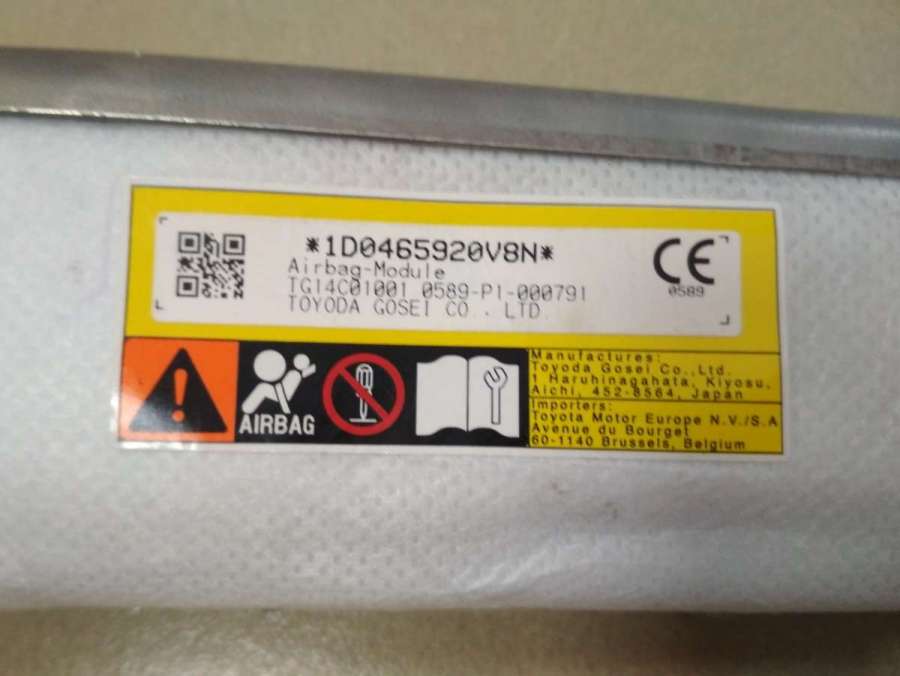 *1D0465920V8N*
Airbag-Module
TG14C01001 0589-P1-000791
TOYODA GOSEI CO., LTD.
CE
0589
AIRBAG
Manufactures:
Toyoda Gosei Co.,Ltd.
1 Haruhinagahata, Kiyosu,
Aichi, 452-8564, Japan
Importers:
Toyota Motor Europe N.V./S.A
Avenue du Bourget
60-1140 Brussels, Belgium